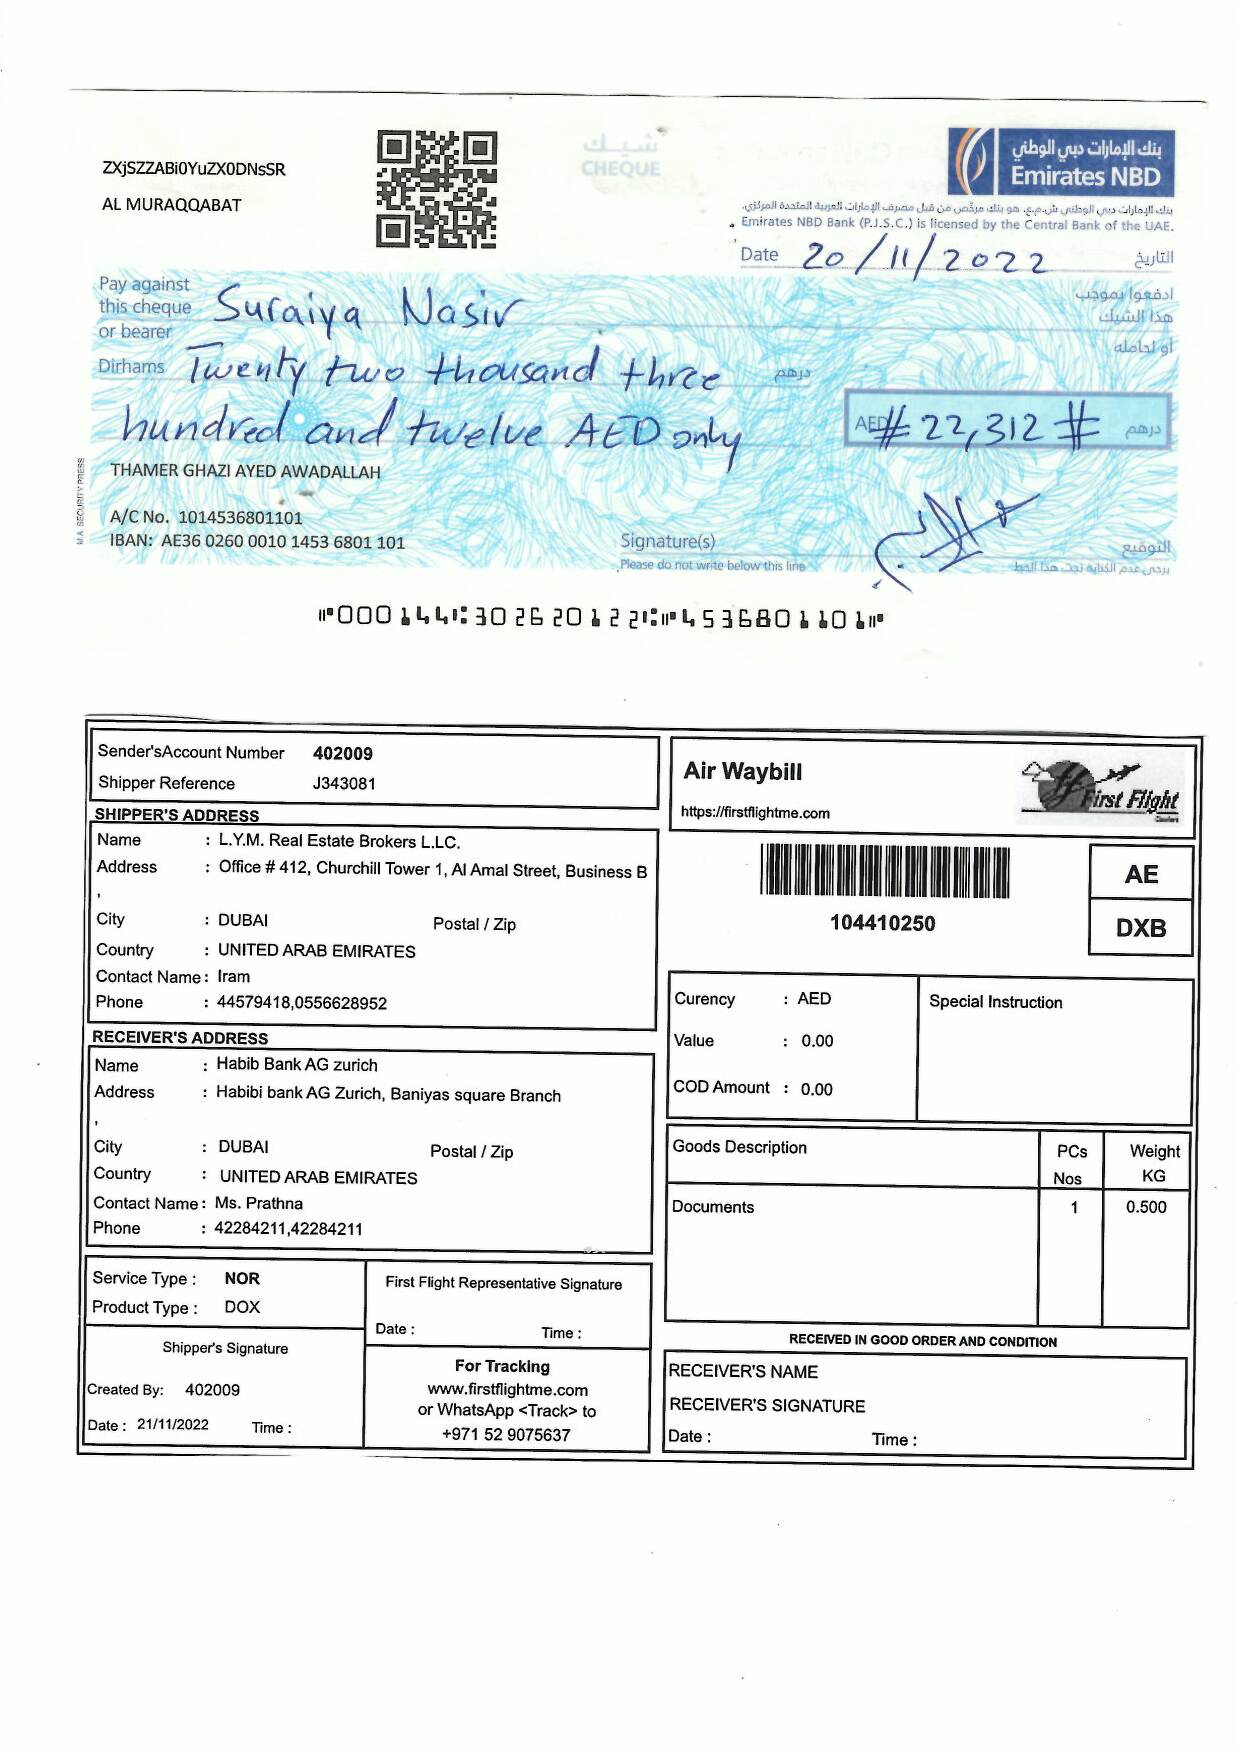 ZXjSZZABi0YuZX0DNsSR
AL MURAQQABAT
شيك
CHEQUE
بنك الإمارات دبي الوطني
Emirates NBD
بنك الإمارات دبي الوطني ش.م.ع. هو بنك مرخّص من قبل مصرف الإمارات العربية المتحدة المركزي.
Emirates NBD Bank (P.J.S.C.) is licensed by the Central Bank of the UAE.
Date 20/11/2022 التاريخ
Pay against ادفعوا بموجب
this cheque Suraiya Nasir هذا الشيك
or bearer أو لحامله
Dirhams Twenty two thousand three درهم
hundred and twelve AED only AED # 22,312 # درهم
THAMER GHAZI AYED AWADALLAH
M.A. SECURITY PRESS
A/C No. 1014536801101
IBAN: AE36 0260 0010 1453 6801 101
Signature(s) التوقيع
Please do not write below this line يرجى عدم الكتابة تحت هذا الخط
⑈000144⑆302620122⑆⑈4536801101⑈
Sender'sAccount Number 402009
Shipper Reference J343081
Air Waybill
First Flight
Couriers
https://firstflightme.com
SHIPPER'S ADDRESS
Name : L.Y.M. Real Estate Brokers L.LC.
Address : Office # 412, Churchill Tower 1, Al Amal Street, Business B
,
City : DUBAI Postal / Zip
Country : UNITED ARAB EMIRATES
Contact Name : Iram
Phone : 44579418,0556628952
104410250
AE
DXB
RECEIVER'S ADDRESS
Name : Habib Bank AG zurich
Address : Habibi bank AG Zurich, Baniyas square Branch
,
City : DUBAI Postal / Zip
Country : UNITED ARAB EMIRATES
Contact Name : Ms. Prathna
Phone : 42284211,42284211
Curency : AED
Value : 0.00
COD Amount : 0.00
Special Instruction
Goods Description PCs Nos Weight KG
Documents 1 0.500
Service Type : NOR
Product Type : DOX
First Flight Representative Signature
Date : Time :
Shipper's Signature
Created By: 402009
Date : 21/11/2022 Time :
For Tracking
www.firstflightme.com
or WhatsApp <Track> to
+971 52 9075637
RECEIVED IN GOOD ORDER AND CONDITION
RECEIVER'S NAME
RECEIVER'S SIGNATURE
Date : Time :